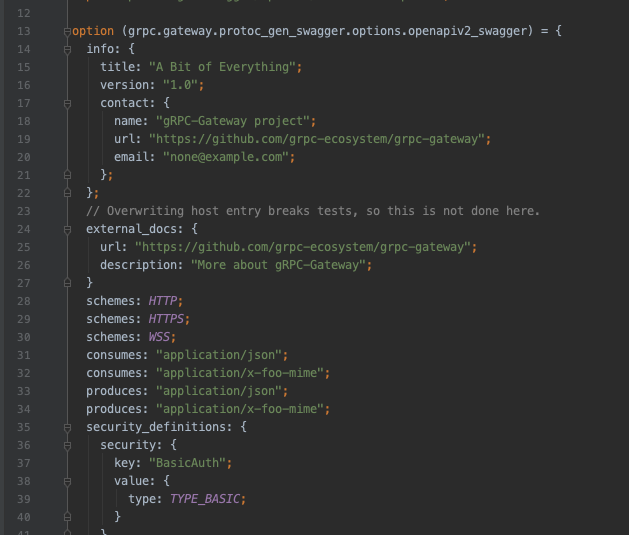 12
13 option (grpc.gateway.protoc_gen_swagger.options.openapiv2_swagger) = {
14 info: {
15 title: "A Bit of Everything";
16 version: "1.0";
17 contact: {
18 name: "gRPC-Gateway project";
19 url: "https://github.com/grpc-ecosystem/grpc-gateway";
20 email: "none@example.com";
21 };
22 };
23 // Overwriting host entry breaks tests, so this is not done here.
24 external_docs: {
25 url: "https://github.com/grpc-ecosystem/grpc-gateway";
26 description: "More about gRPC-Gateway";
27 }
28 schemes: HTTP;
29 schemes: HTTPS;
30 schemes: WSS;
31 consumes: "application/json";
32 consumes: "application/x-foo-mime";
33 produces: "application/json";
34 produces: "application/x-foo-mime";
35 security_definitions: {
36 security: {
37 key: "BasicAuth";
38 value: {
39 type: TYPE_BASIC;
40 }
41 }